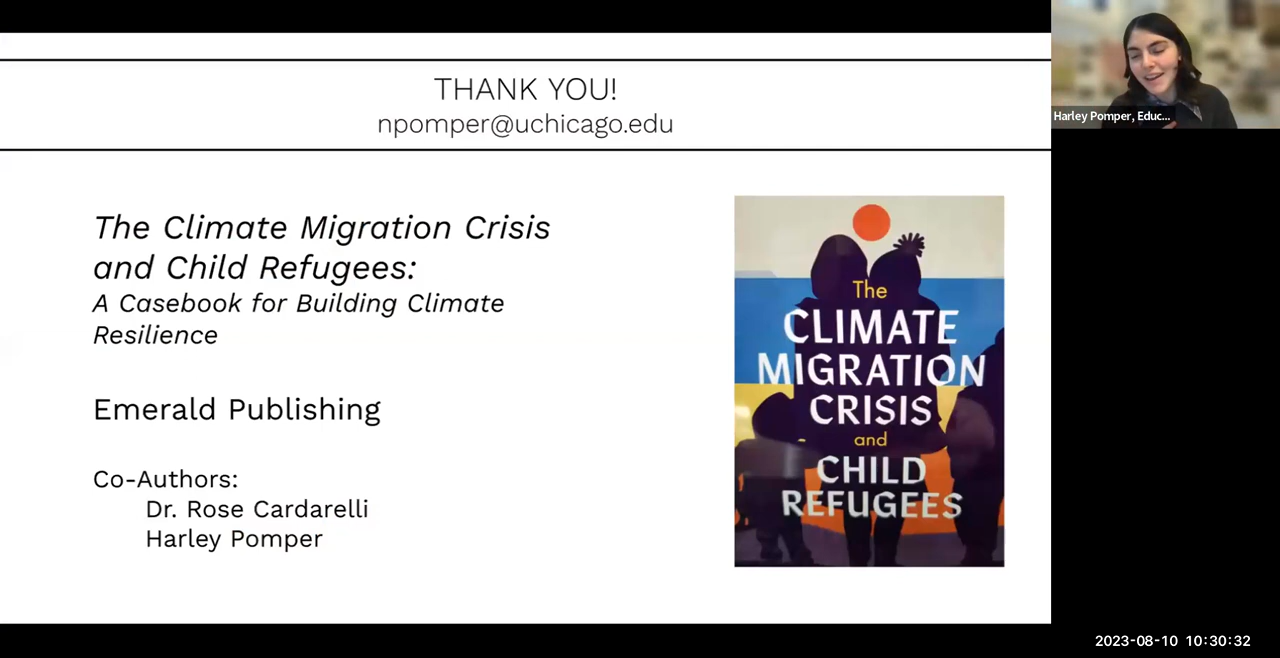 THANK YOU!
npomper@uchicago.edu
The Climate Migration Crisis
and Child Refugees:
A Casebook for Building Climate
Resilience
Emerald Publishing
Co-Authors:
Dr. Rose Cardarelli
Harley Pomper
The
CLIMATE
MIGRATION
CRISIS
and
CHILD
REFUGEES
Harley Pomper, Educ...
2023-08-10 10:30:32